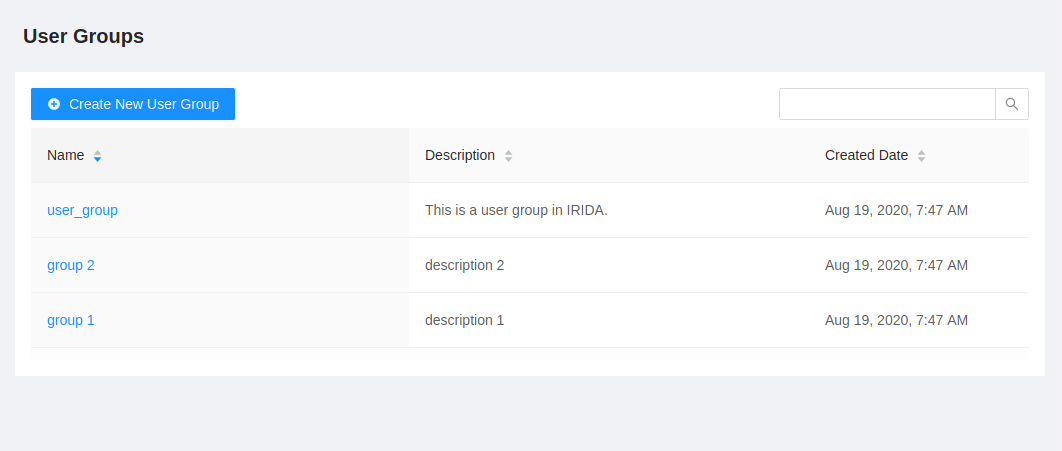 User Groups
Create New User Group
Name Description Created Date
user_group This is a user group in IRIDA. Aug 19, 2020, 7:47 AM
group 2 description 2 Aug 19, 2020, 7:47 AM
group 1 description 1 Aug 19, 2020, 7:47 AM